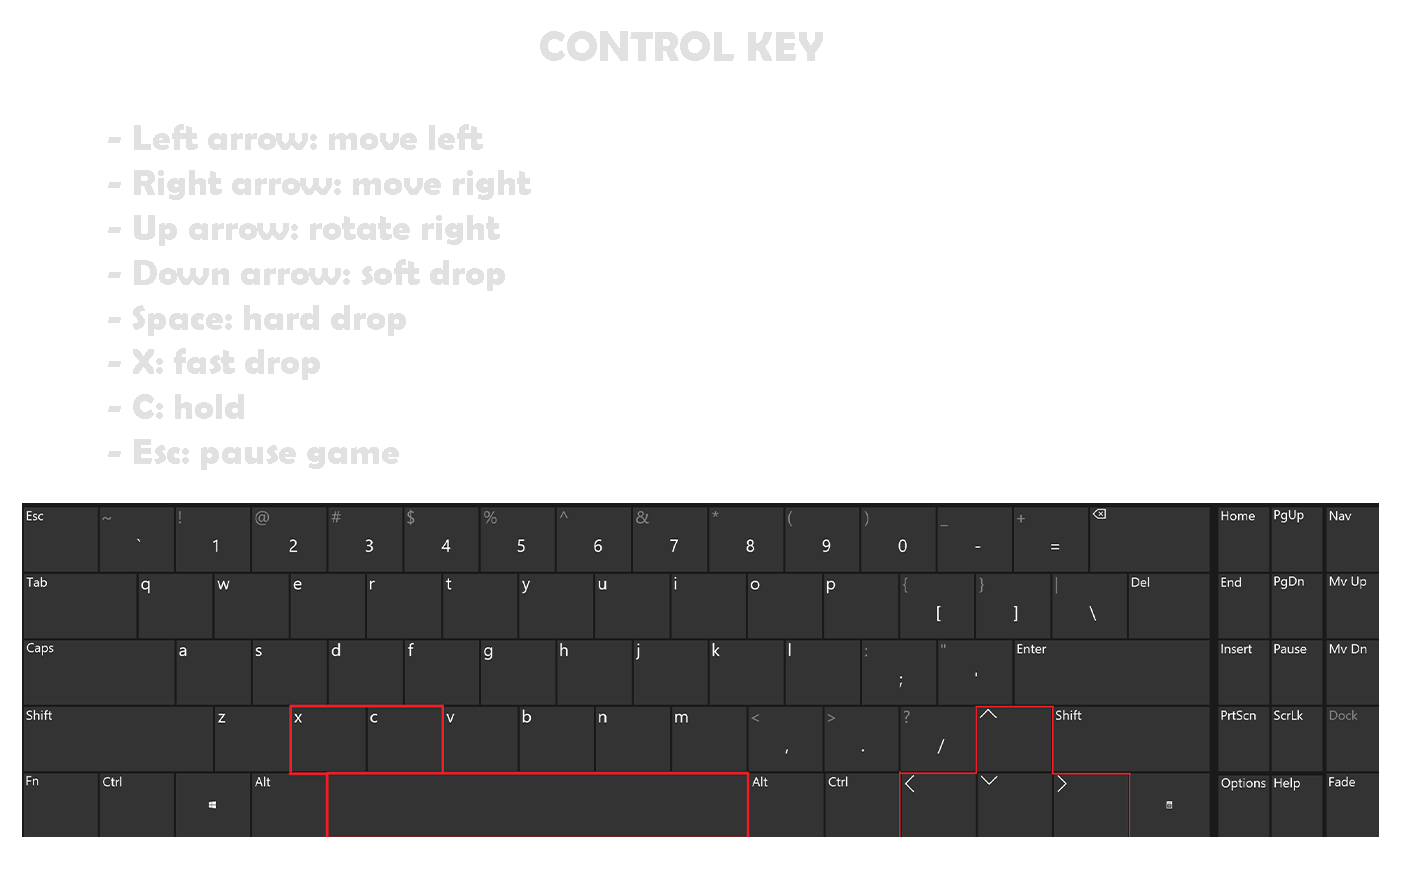 CONTROL KEY
- Left arrow: move left
- Right arrow: move right
- Up arrow: rotate right
- Down arrow: soft drop
- Space: hard drop
- X: fast drop
- C: hold
- Esc: pause game
Esc ~ ` ! 1 @ 2 # 3 $ 4 % 5 ^ 6 & 7 * 8 ( 9 ) 0 _ - + = Home PgUp Nav
Tab q w e r t y u i o p { [ } ] | \ Del End PgDn Mv Up
Caps a s d f g h j k l : ; " ' Enter Insert Pause Mv Dn
Shift z x c v b n m < , > . ? / Shift PrtScn ScrLk Dock
Fn Ctrl Alt Alt Ctrl Options Help Fade